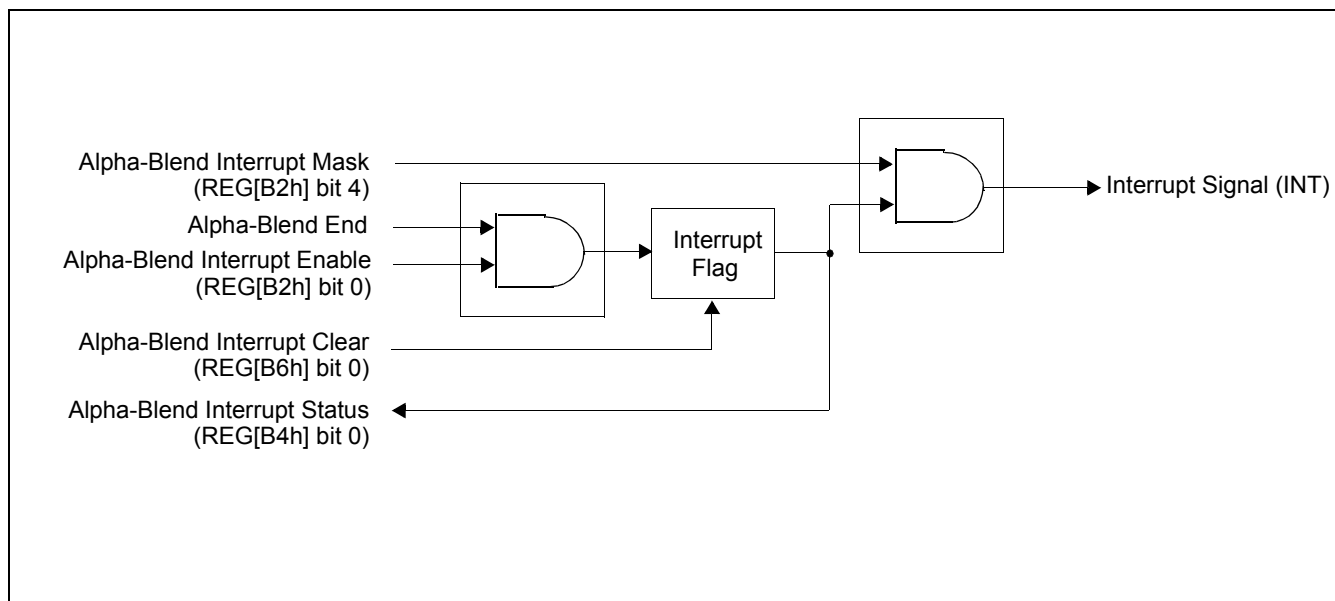 Alpha-Blend Interrupt Mask
(REG[B2h] bit 4)
Alpha-Blend End
Alpha-Blend Interrupt Enable
(REG[B2h] bit 0)
Alpha-Blend Interrupt Clear
(REG[B6h] bit 0)
Alpha-Blend Interrupt Status
(REG[B4h] bit 0)
Interrupt
Flag
Interrupt Signal (INT)